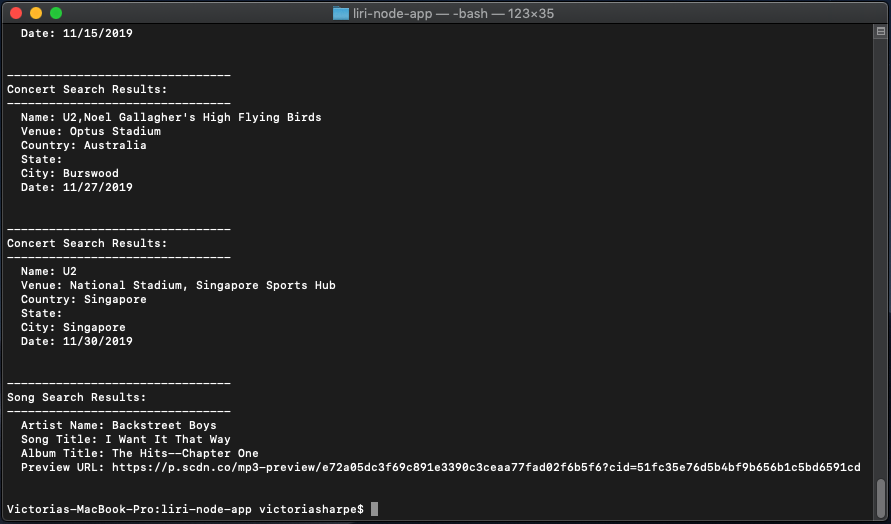 liri-node-app — -bash — 123×35
Date: 11/15/2019
--------------------------------
Concert Search Results:
--------------------------------
Name: U2,Noel Gallagher's High Flying Birds
Venue: Optus Stadium
Country: Australia
State:
City: Burswood
Date: 11/27/2019
--------------------------------
Concert Search Results:
--------------------------------
Name: U2
Venue: National Stadium, Singapore Sports Hub
Country: Singapore
State:
City: Singapore
Date: 11/30/2019
--------------------------------
Song Search Results:
--------------------------------
Artist Name: Backstreet Boys
Song Title: I Want It That Way
Album Title: The Hits--Chapter One
Preview URL: https://p.scdn.co/mp3-preview/e72a05dc3f69c891e3390c3ceaa77fad02f6b5f6?cid=51fc35e76d5b4bf9b656b1c5bd6591cd
Victorias-MacBook-Pro:liri-node-app victoriasharpe$